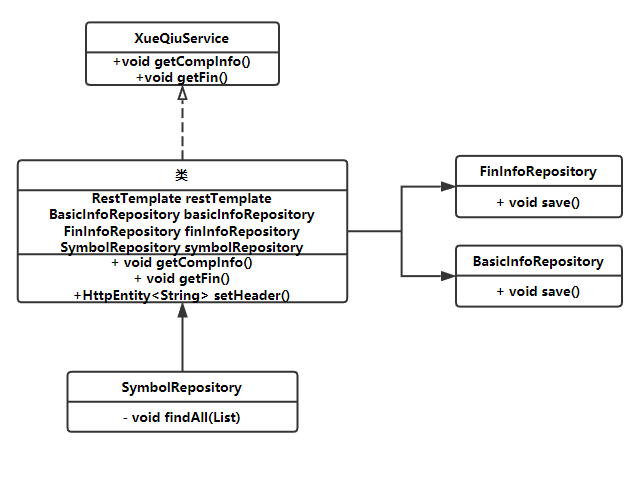 XueQiuService
+void getCompInfo()
+void getFin()
类
RestTemplate restTemplate
BasicInfoRepository basicInfoRepository
FinInfoRepository finInfoRepository
SymbolRepository symbolRepository
+ void getCompInfo()
+ void getFin()
+HttpEntity<String> setHeader()
FinInfoRepository
+ void save()
BasicInfoRepository
+ void save()
SymbolRepository
- void findAll(List)